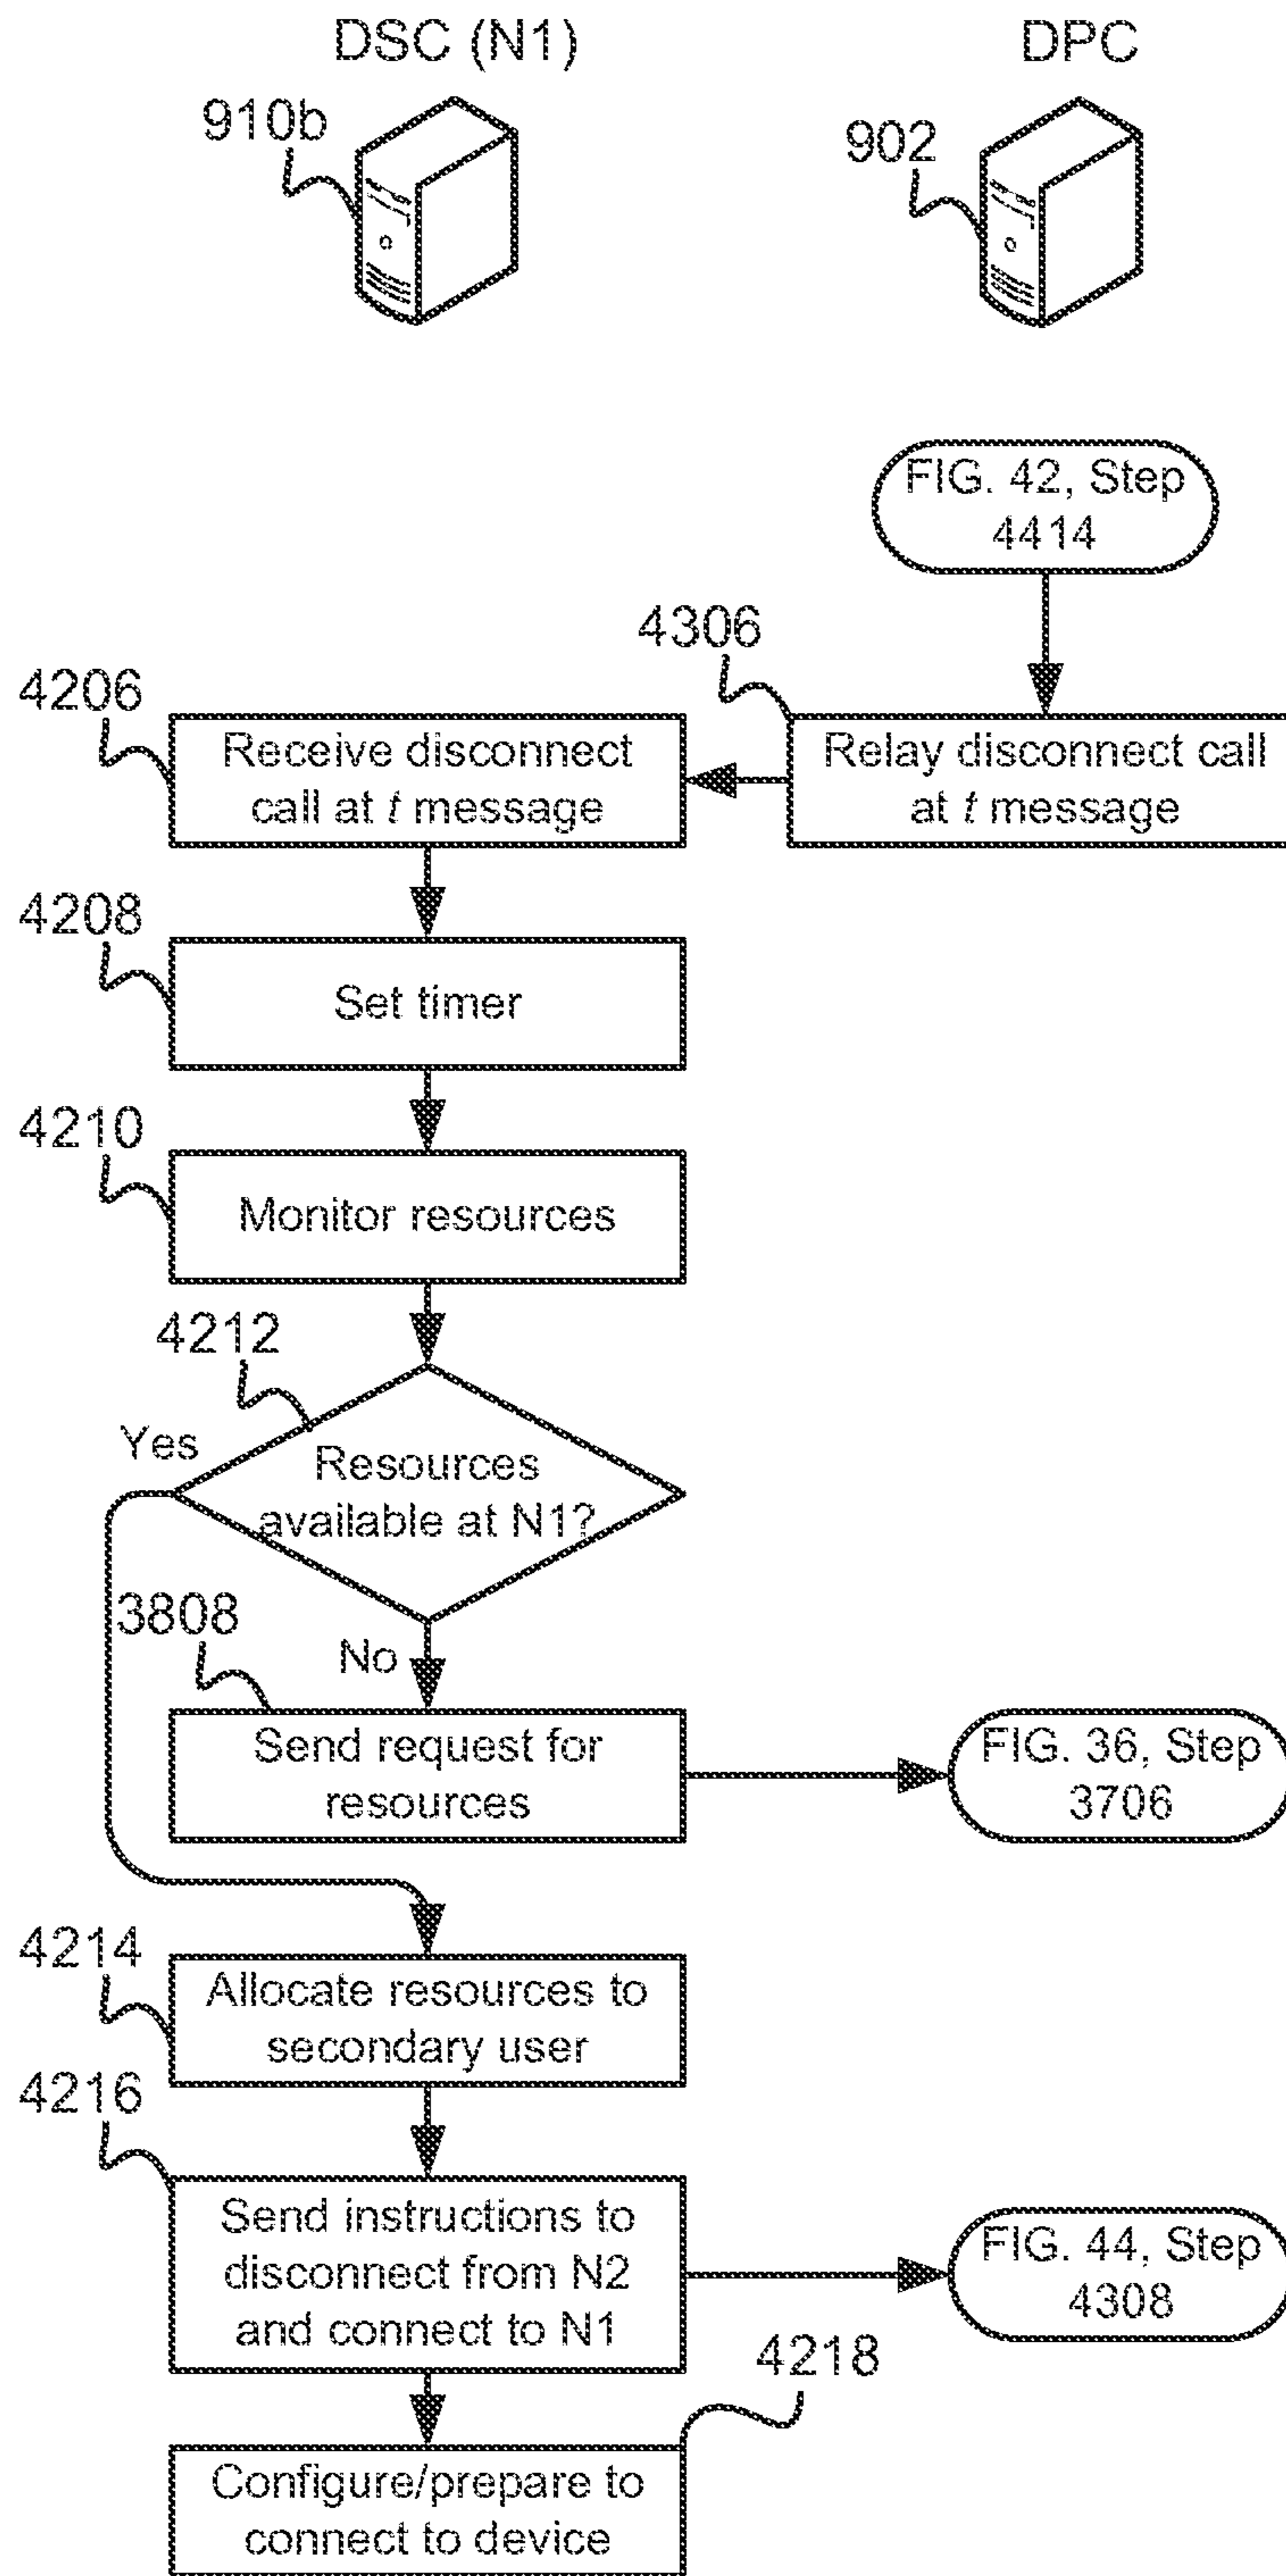 DSC (N1)
DPC
910b
902
FIG. 42, Step
4414
4306
4206
Receive disconnect
call at t message
Relay disconnect call
at t message
4208
Set timer
4210
Monitor resources
4212
Yes
Resources
available at N1?
3808
No
Send request for
resources
FIG. 36, Step
3706
4214
Allocate resources to
secondary user
4216
Send instructions to
disconnect from N2
and connect to N1
FIG. 44, Step
4308
4218
Configure/prepare to
connect to device